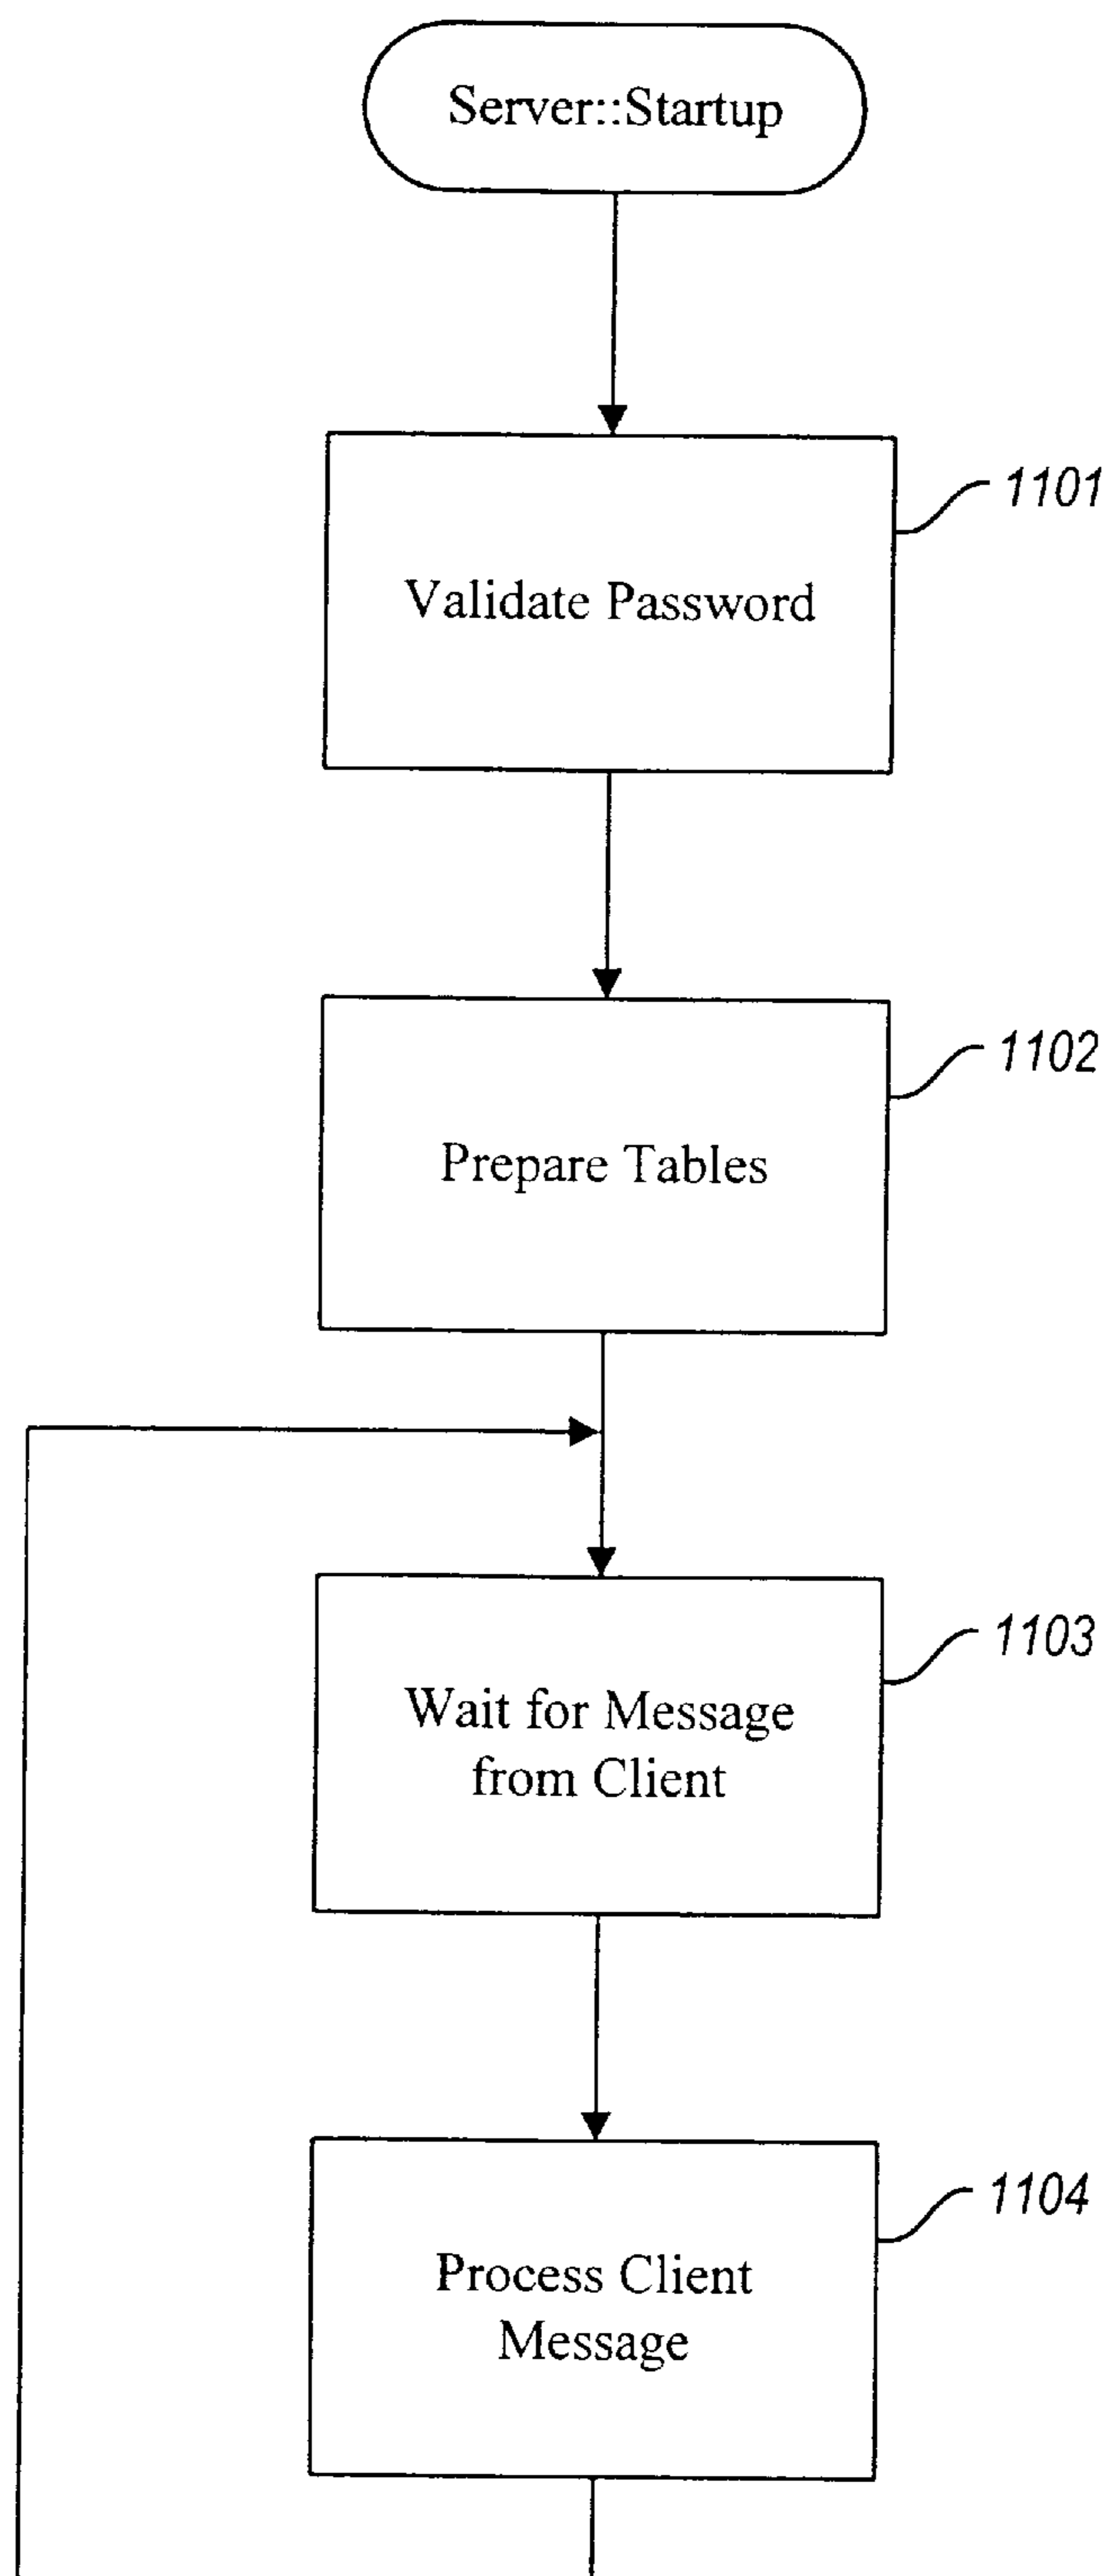 Server::Startup
1101
Validate Password
1102
Prepare Tables
1103
Wait for Message
from Client
1104
Process Client
Message